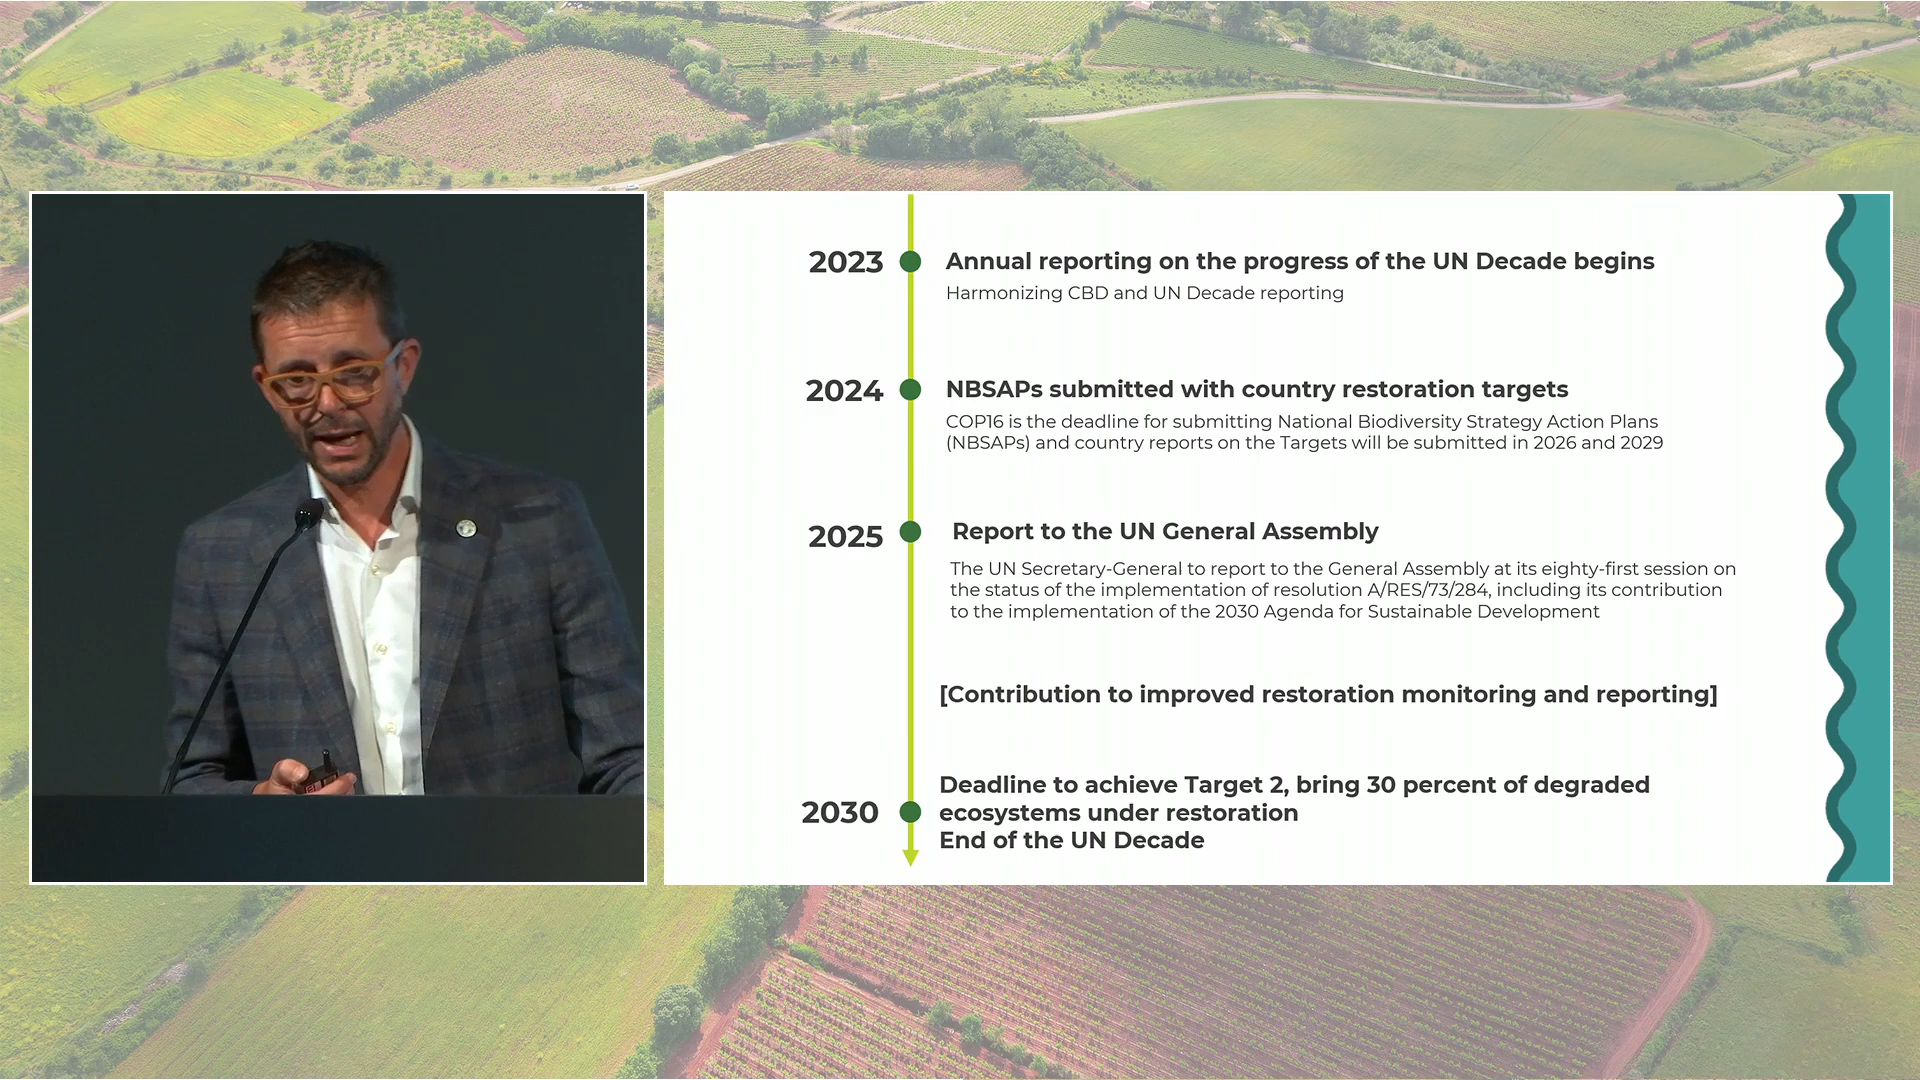 2023
Annual reporting on the progress of the UN Decade begins
Harmonizing CBD and UN Decade reporting
2024
NBSAPs submitted with country restoration targets
COP16 is the deadline for submitting National Biodiversity Strategy Action Plans
(NBSAPs) and country reports on the Targets will be submitted in 2026 and 2029
2025
Report to the UN General Assembly
The UN Secretary-General to report to the General Assembly at its eighty-first session on
the status of the implementation of resolution A/RES/73/284, including its contribution
to the implementation of the 2030 Agenda for Sustainable Development
[Contribution to improved restoration monitoring and reporting]
2030
Deadline to achieve Target 2, bring 30 percent of degraded
ecosystems under restoration
End of the UN Decade